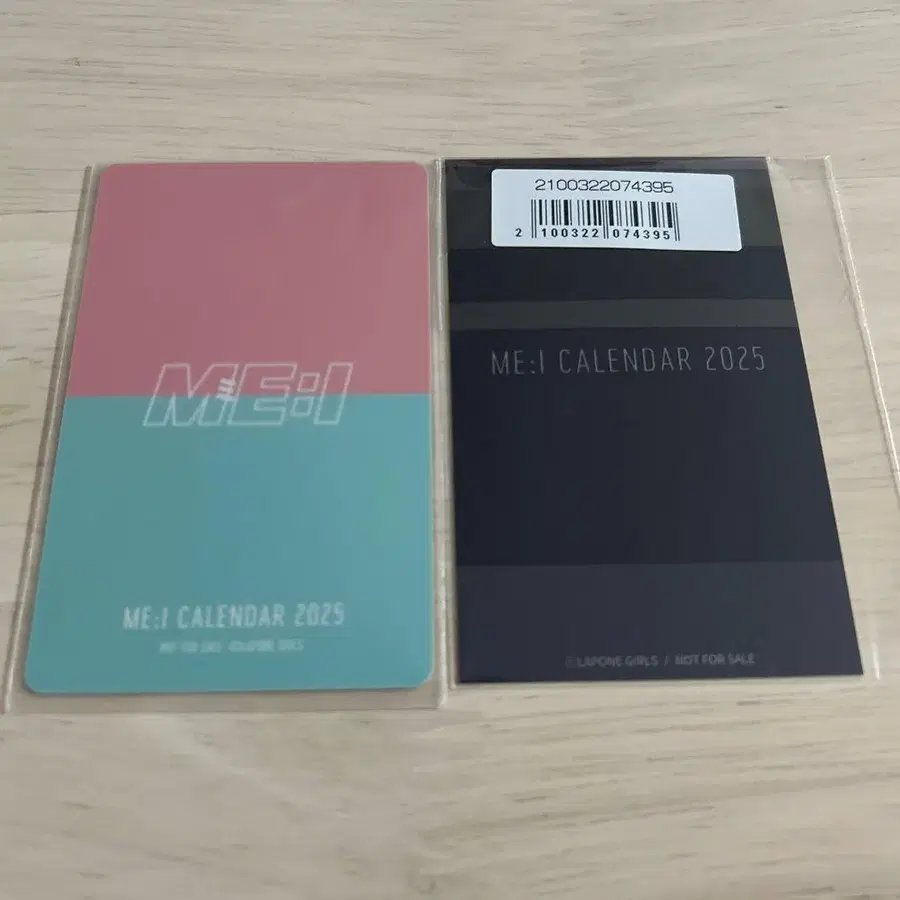 ME:I
ME:I CALENDAR 2025
NOT FOR SALE ©LAPONE GIRLS
2100322074395
2 100322 074395
ME:I CALENDAR 2025
©LAPONE GIRLS / NOT FOR SALE